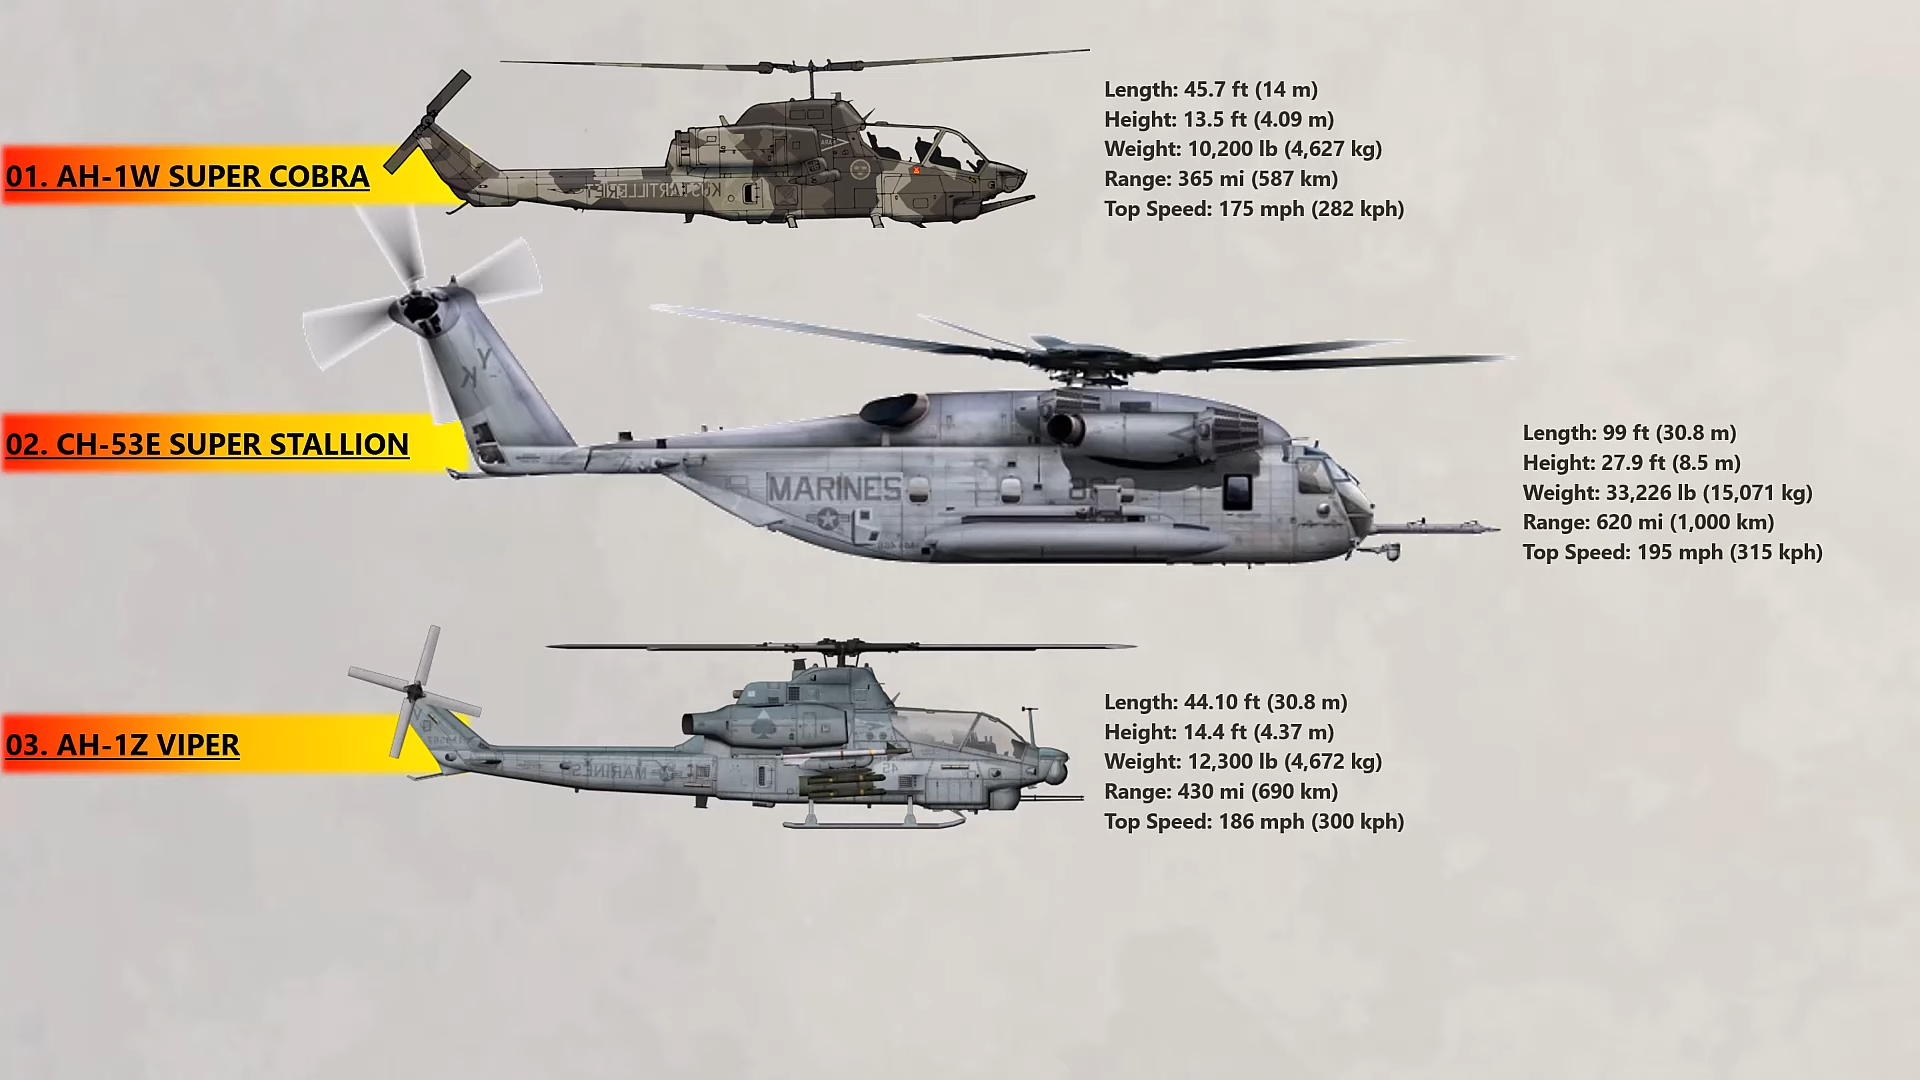 01. AH-1W SUPER COBRA
Length: 45.7 ft (14 m)
Height: 13.5 ft (4.09 m)
Weight: 10,200 lb (4,627 kg)
Range: 365 mi (587 km)
Top Speed: 175 mph (282 kph)
KUSTARTILLERIET
02. CH-53E SUPER STALLION
Y
K
MARINES
Length: 99 ft (30.8 m)
Height: 27.9 ft (8.5 m)
Weight: 33,226 lb (15,071 kg)
Range: 620 mi (1,000 km)
Top Speed: 195 mph (315 kph)
03. AH-1Z VIPER
MARINES
45
Length: 44.10 ft (30.8 m)
Height: 14.4 ft (4.37 m)
Weight: 12,300 lb (4,672 kg)
Range: 430 mi (690 km)
Top Speed: 186 mph (300 kph)